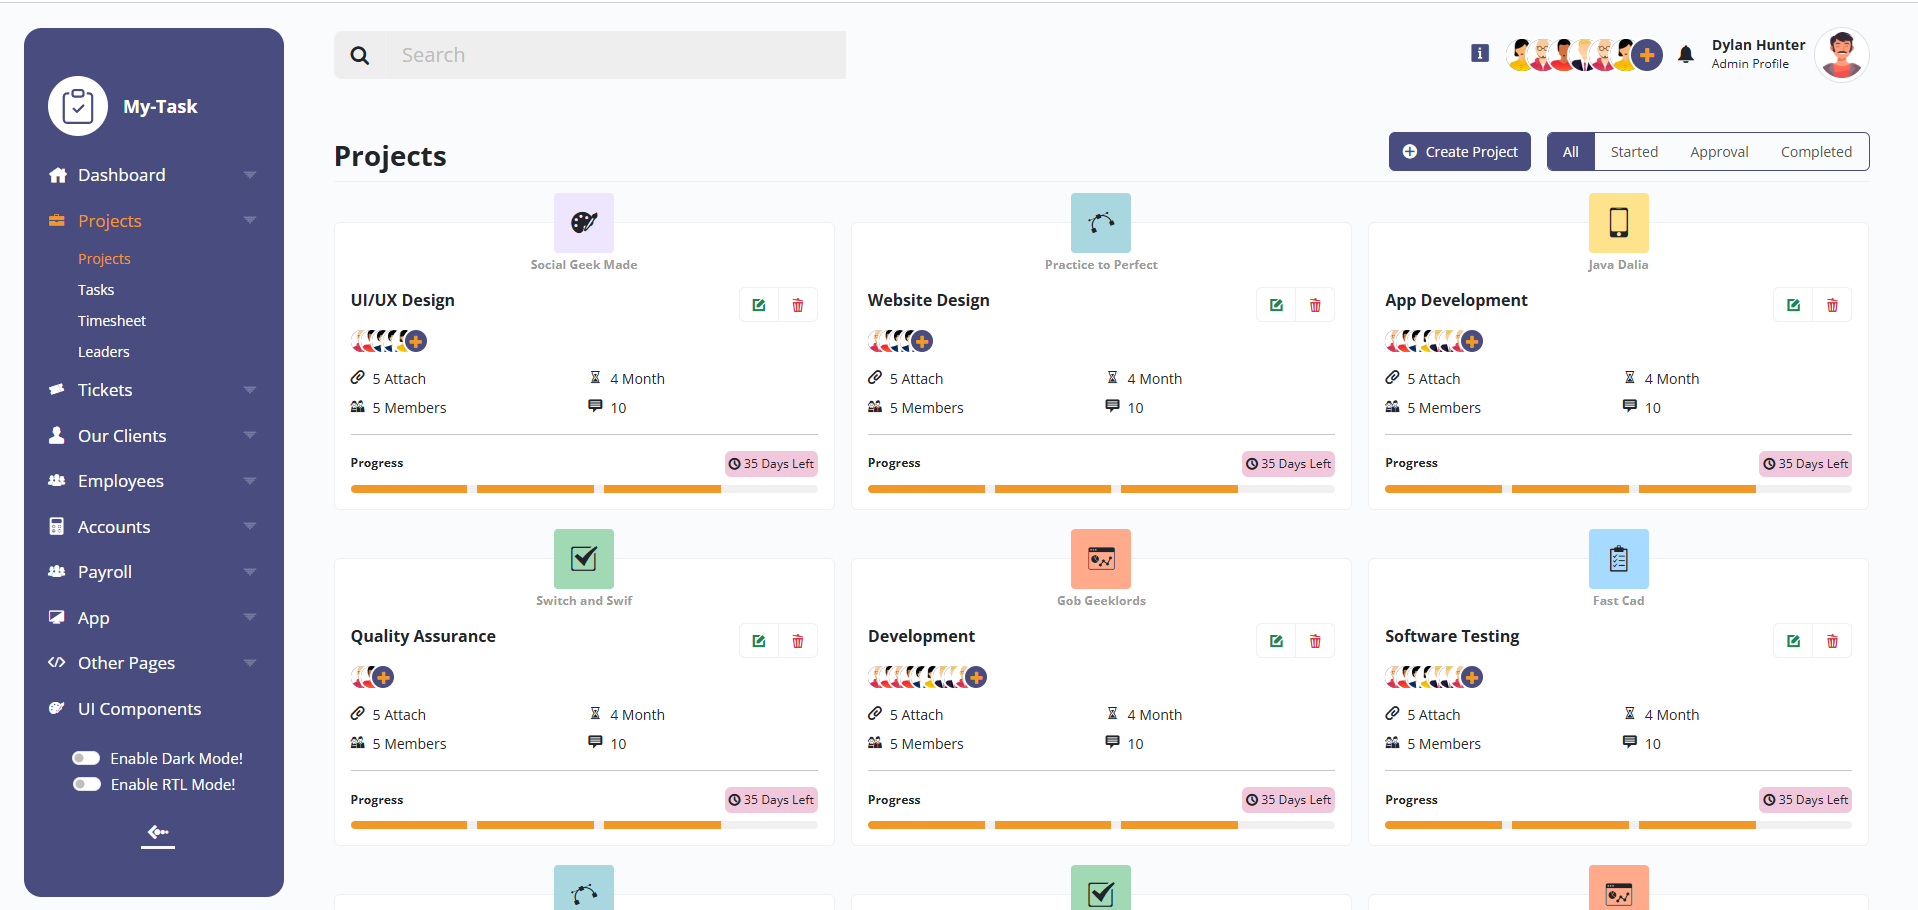 My-Task
Dashboard
Projects
Projects
Tasks
Timesheet
Leaders
Tickets
Our Clients
Employees
Accounts
Payroll
App
Other Pages
UI Components
Enable Dark Mode!
Enable RTL Mode!
Search
Dylan Hunter
Admin Profile
Projects
Create Project
All Started Approval Completed
Social Geek Made
UI/UX Design
5 Attach 4 Month
5 Members 10
Progress 35 Days Left
Practice to Perfect
Website Design
5 Attach 4 Month
5 Members 10
Progress 35 Days Left
Java Dalia
App Development
5 Attach 4 Month
5 Members 10
Progress 35 Days Left
Switch and Swif
Quality Assurance
5 Attach 4 Month
5 Members 10
Progress 35 Days Left
Gob Geeklords
Development
5 Attach 4 Month
5 Members 10
Progress 35 Days Left
Fast Cad
Software Testing
5 Attach 4 Month
5 Members 10
Progress 35 Days Left